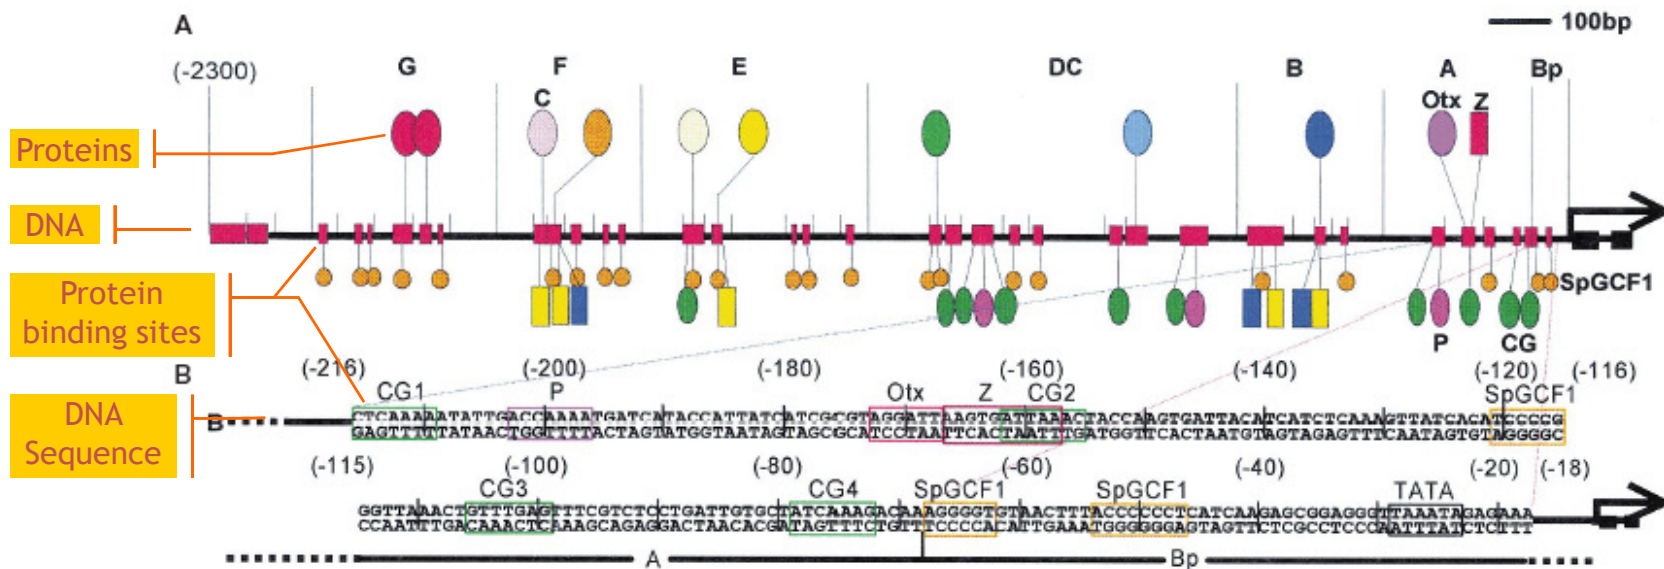 A
100bp
(-2300)
G F E DC B A Bp
C Otx Z
Proteins
DNA
SpGCF1
Protein
binding sites
P CG
B (-216) (-200) (-180) (-160) (-140) (-120) (-116)
CG1 P Otx Z CG2 SpGCF1
DNA
Sequence
B
CTCAAAAATATTGACCAAAATGATCATACCATTATCATCGCGTAGGATTAAGTGATTAAACTACCAAGTGATTACATCATCTCAAAGTTATCACATCCCCG
GAGTTTTTATAACTGGTTTTACTAGTATGGTAATAGTAGCGCATCCTAATTCACTAATTTGATGGTTCACTAATGTAGTAGAGTTTCAATAGTGTAGGGGC
(-115) (-100) (-80) (-60) (-40) (-20) (-18)
CG3 CG4 SpGCF1 SpGCF1 TATA
A Bp